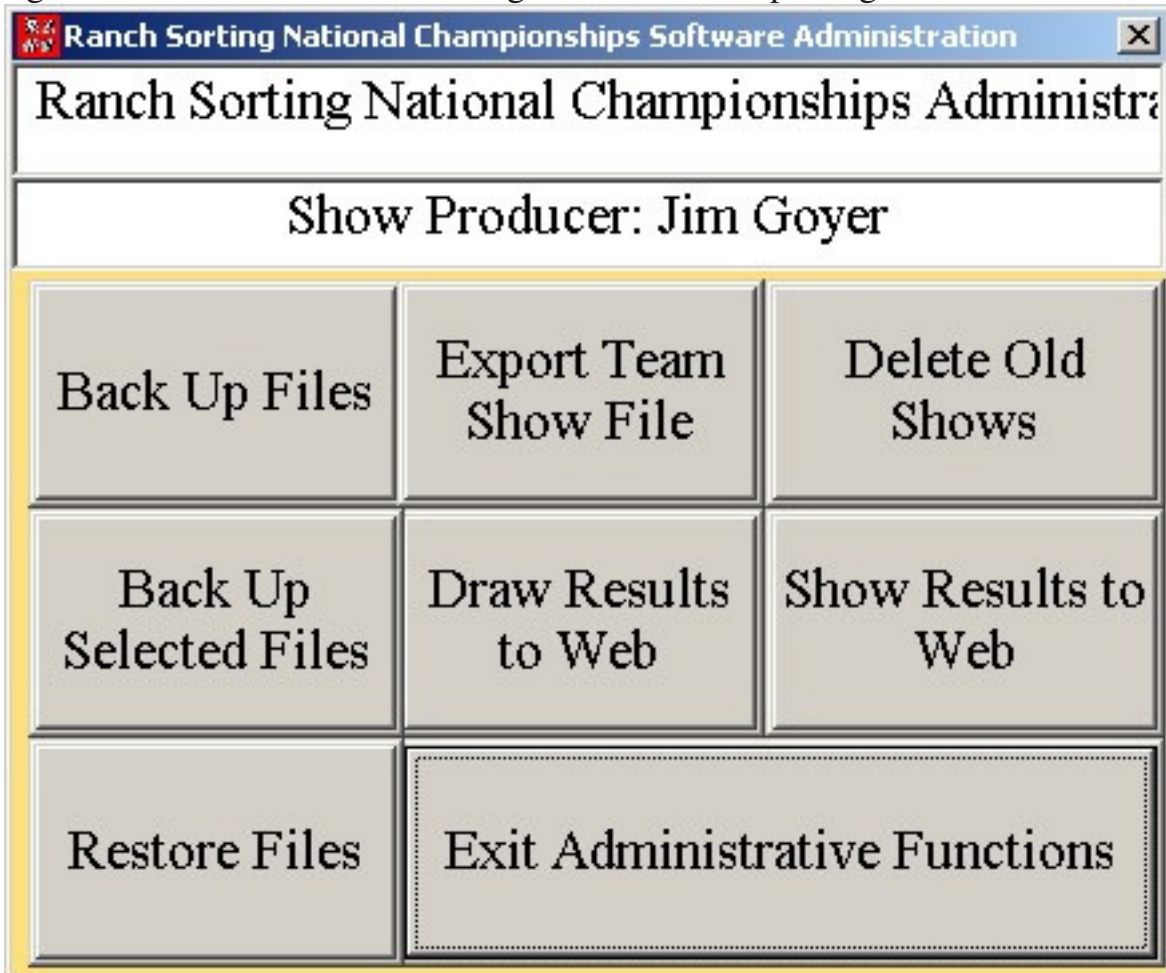 Ranch Sorting National Championships Software Administration
Ranch Sorting National Championships Administra
Show Producer: Jim Goyer
Back Up Files
Export Team
Show File
Delete Old
Shows
Back Up
Selected Files
Draw Results
to Web
Show Results to
Web
Restore Files
Exit Administrative Functions